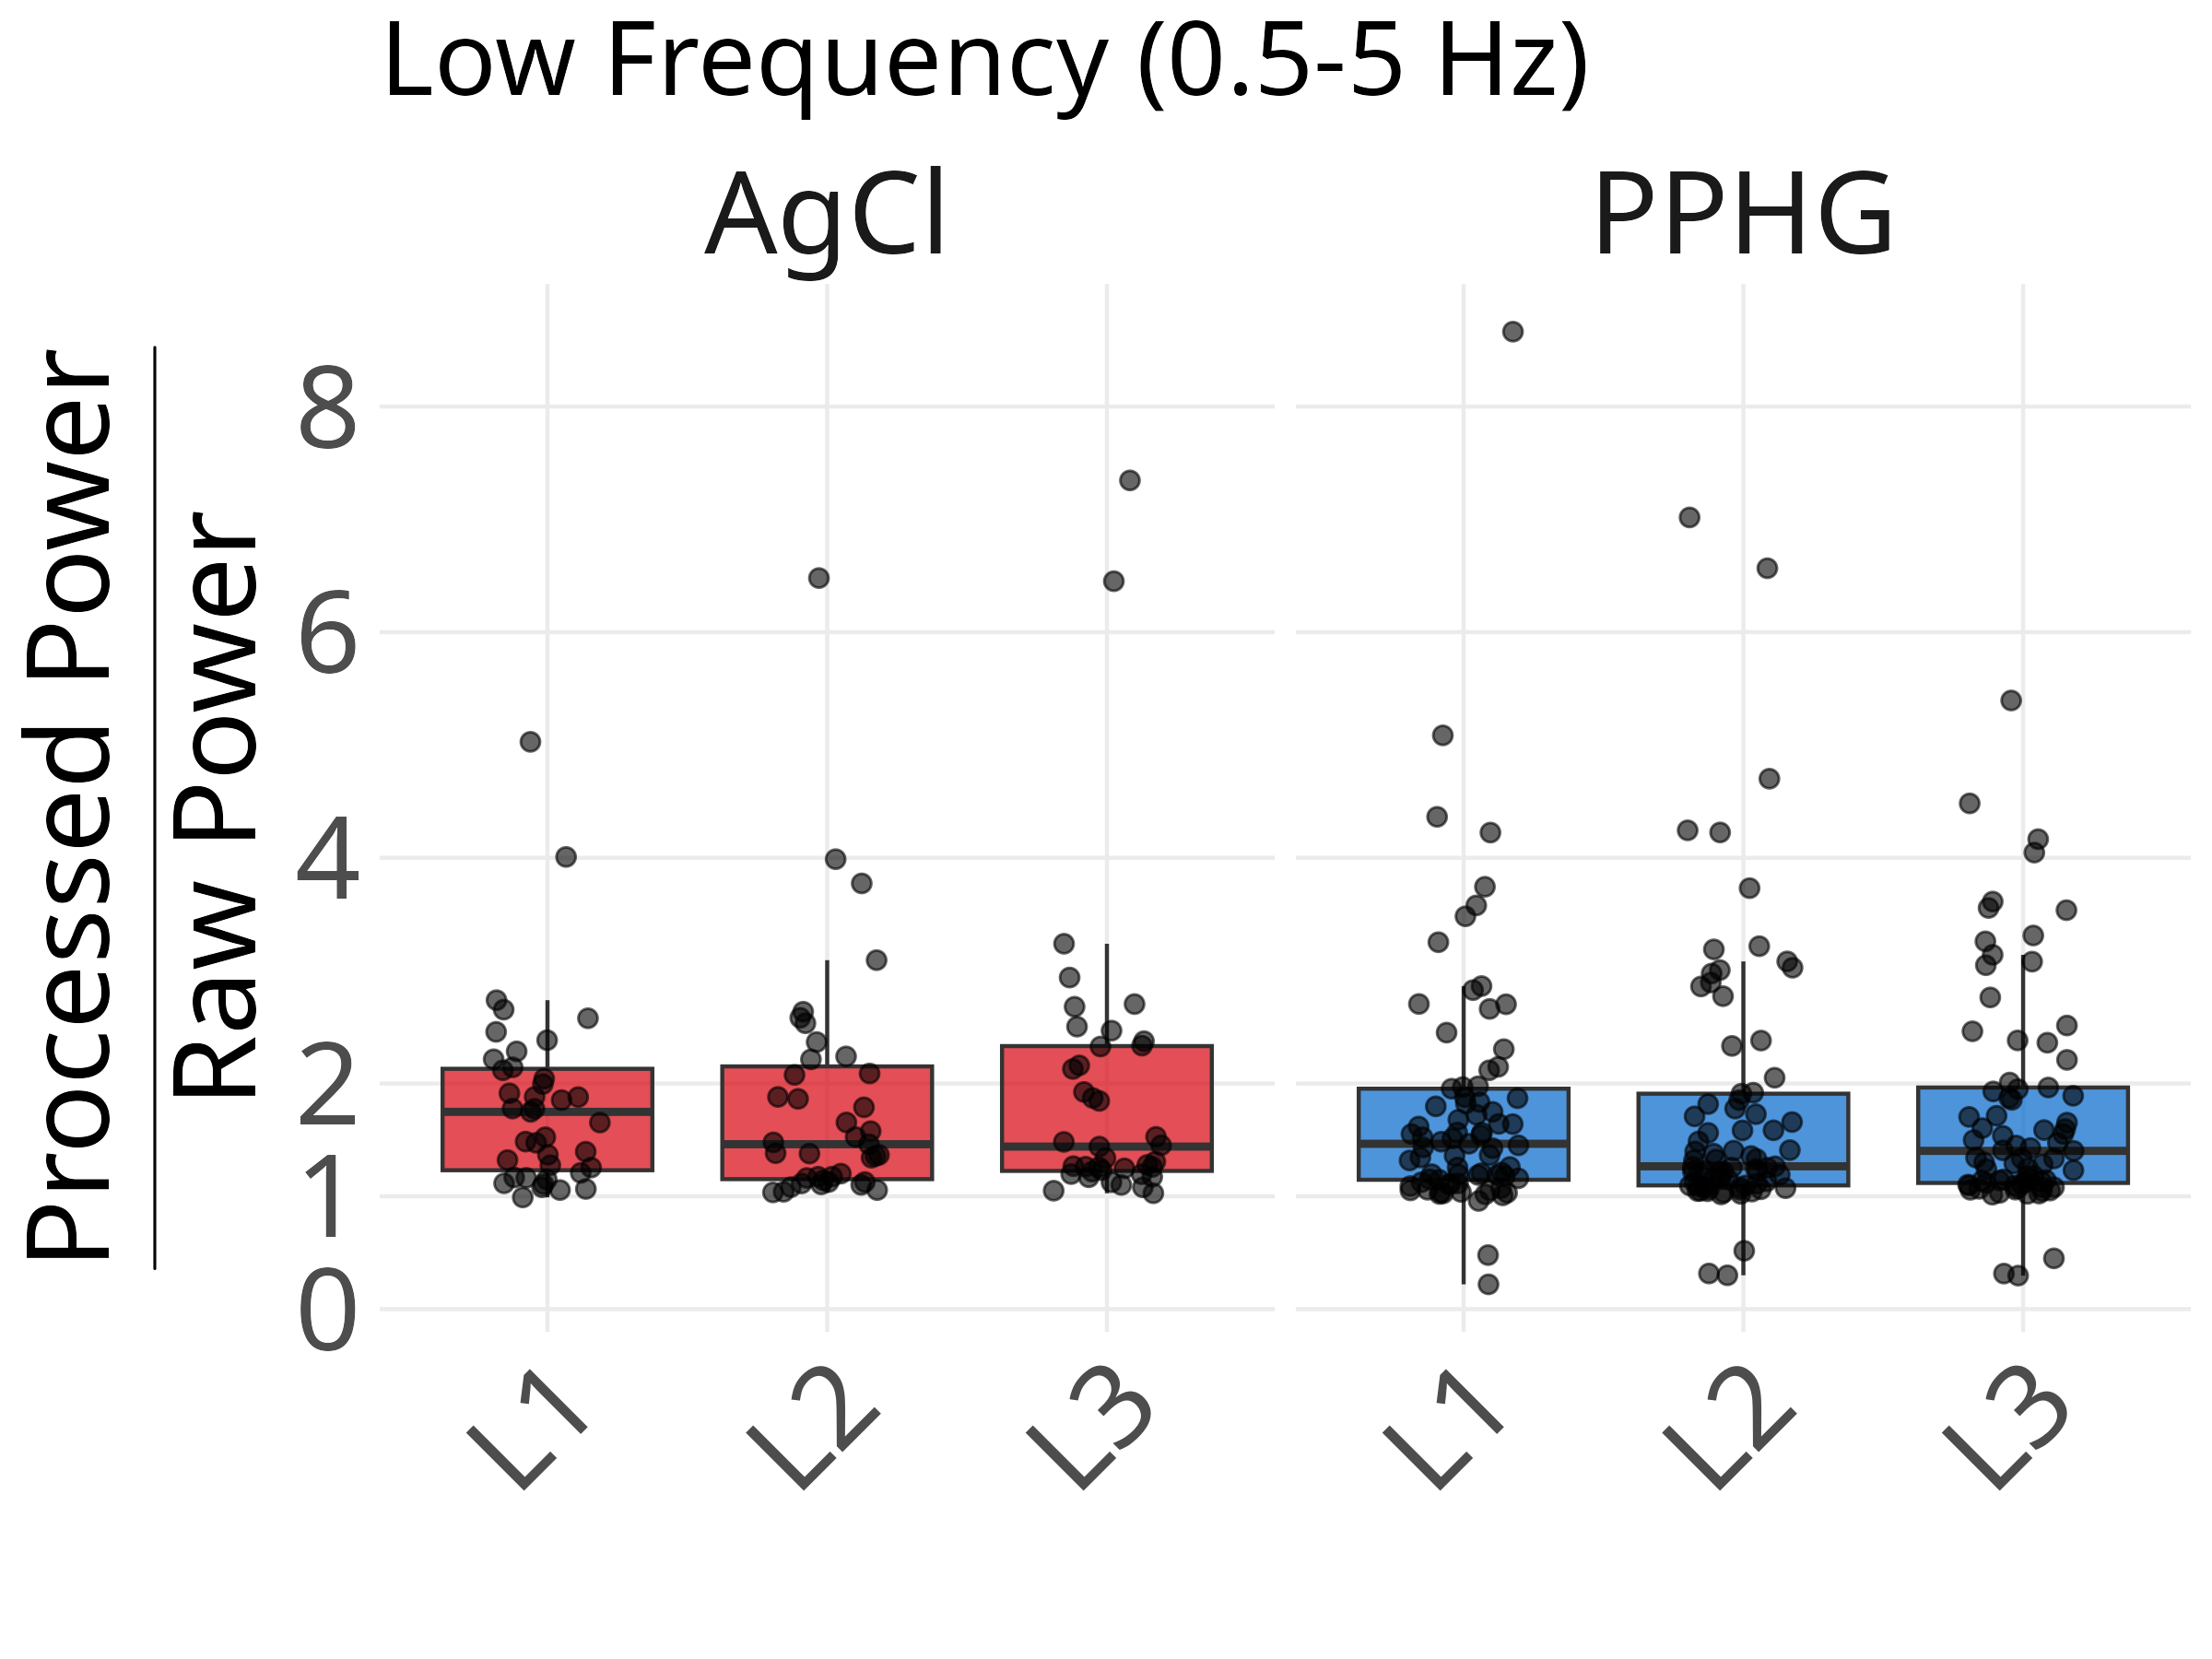 Low Frequency (0.5-5 Hz)
AgCl
PPHG
Processed Power
Raw Power
8
6
4
2
1
0
L1
L2
L3
L1
L2
L3